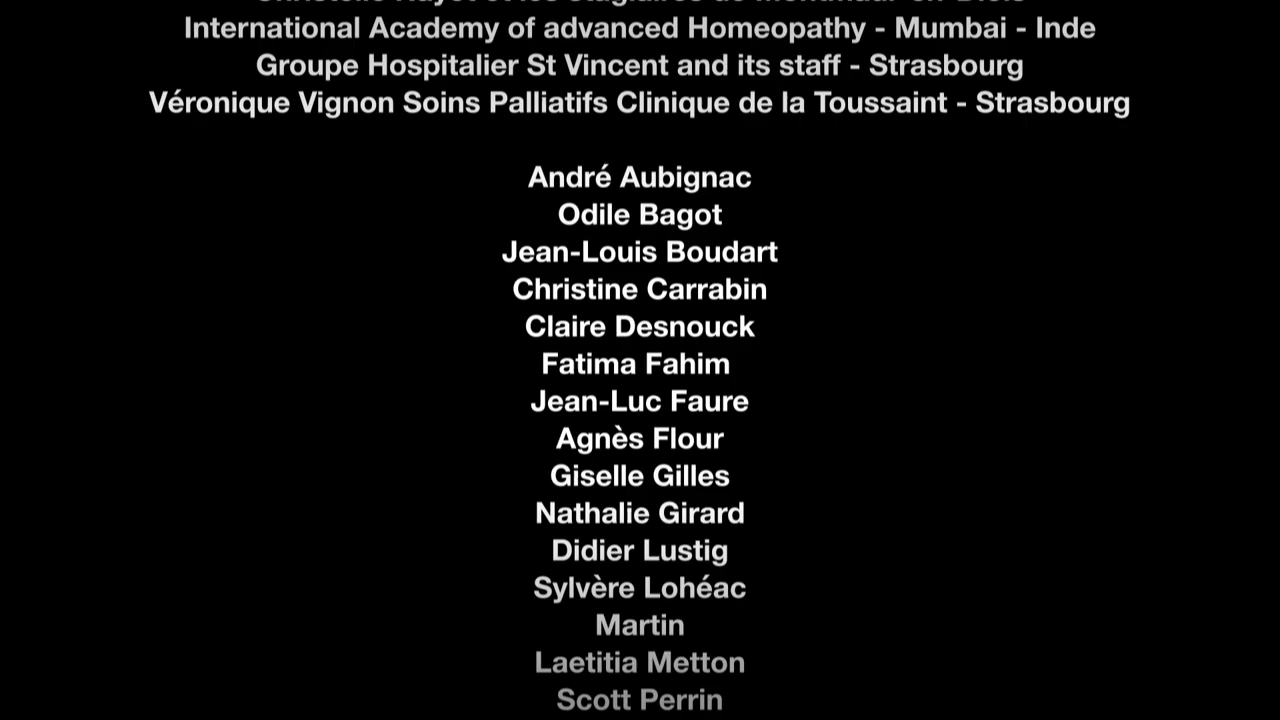 International Academy of advanced Homeopathy - Mumbai - Inde
Groupe Hospitalier St Vincent and its staff - Strasbourg
Véronique Vignon Soins Palliatifs Clinique de la Toussaint - Strasbourg
André Aubignac
Odile Bagot
Jean-Louis Boudart
Christine Carrabin
Claire Desnouck
Fatima Fahim
Jean-Luc Faure
Agnès Flour
Giselle Gilles
Nathalie Girard
Didier Lustig
Sylvère Lohéac
Martin
Laetitia Metton
Scott Perrin